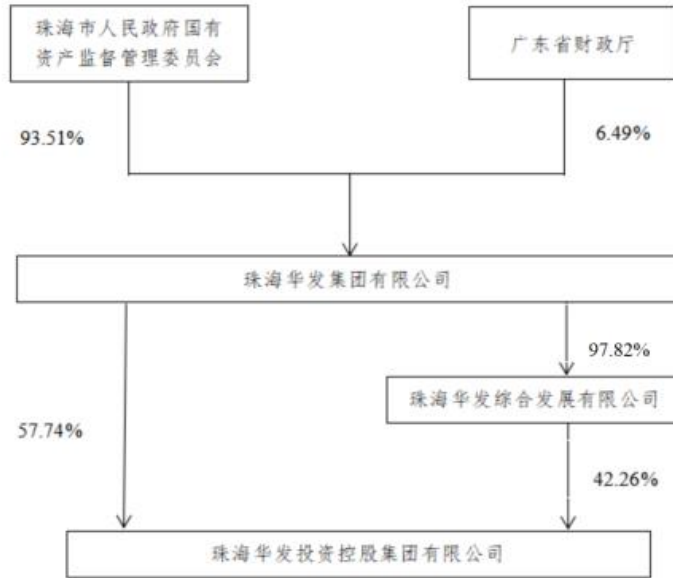 珠海市人民政府国有
资产监督管理委员会
广东省财政厅
93.51%
6.49%
珠海华发集团有限公司
97.82%
珠海华发综合发展有限公司
57.74%
42.26%
珠海华发投资控股集团有限公司